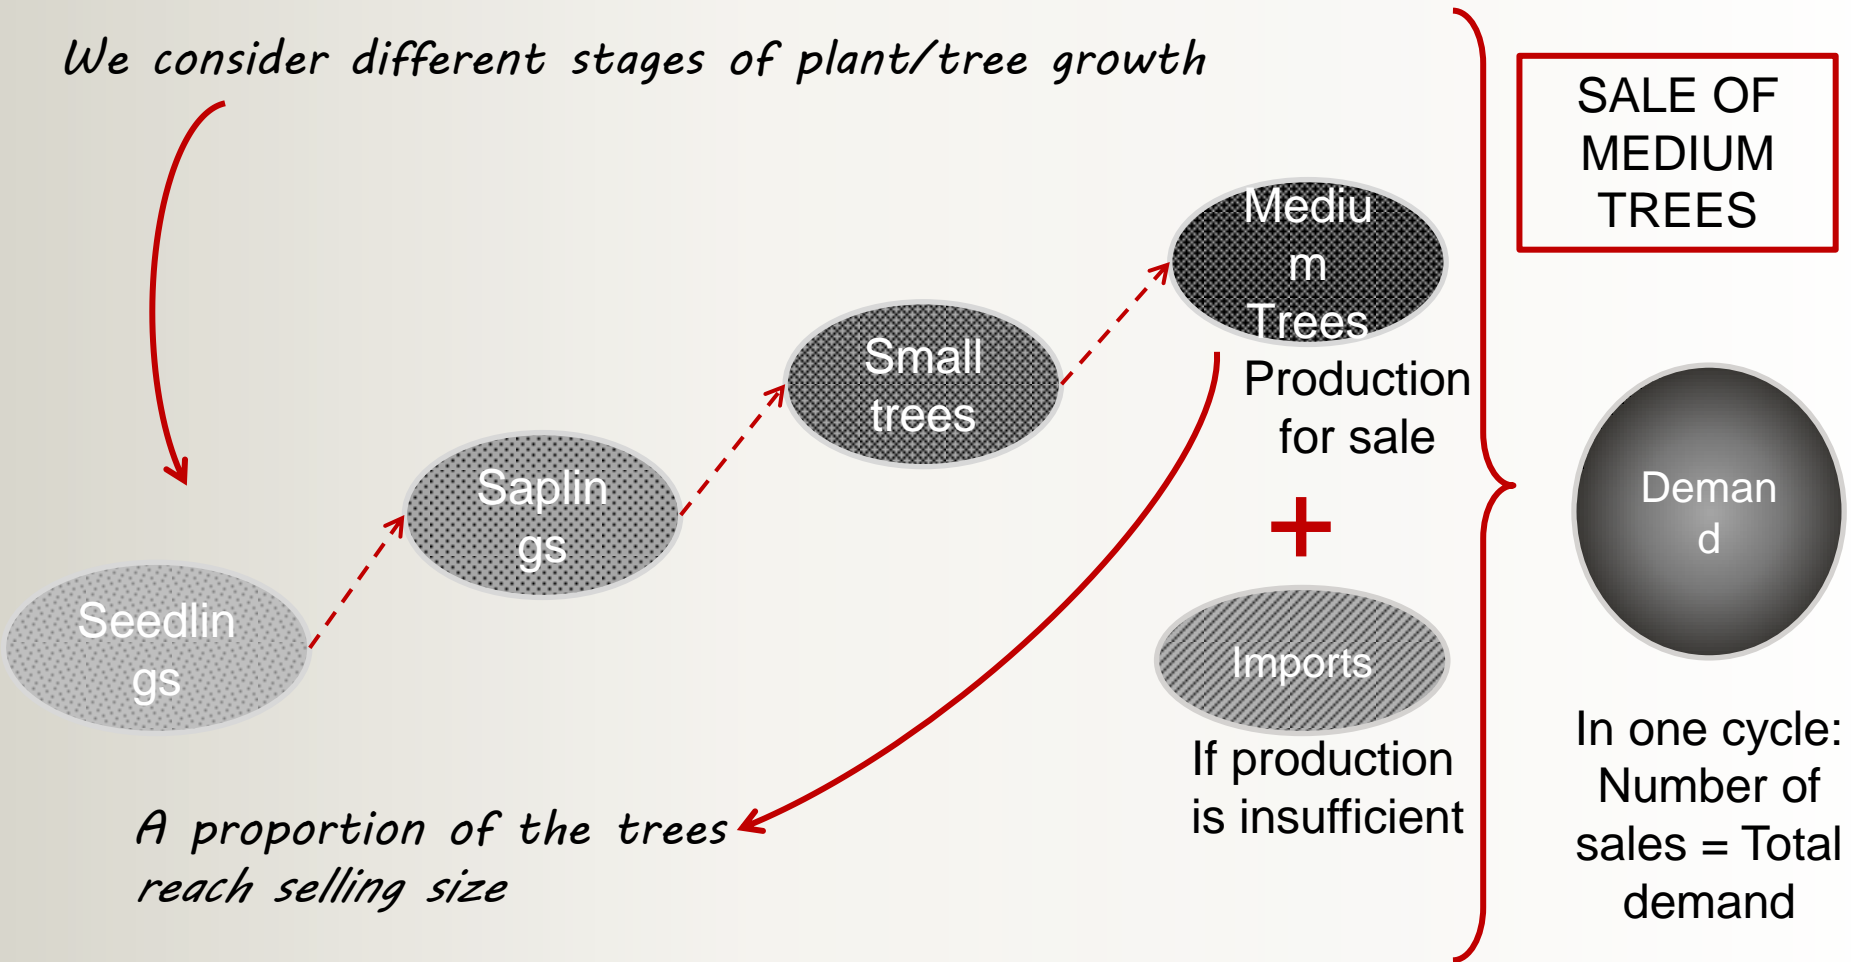 We consider different stages of plant/tree growth
SALE OF
MEDIUM
TREES
Mediu
m
Trees
Small
trees
Production
for sale
Saplin
gs
+
Deman
d
Seedlin
gs
Imports
If production
is insufficient
In one cycle:
Number of
sales = Total
demand
A proportion of the trees
reach selling size